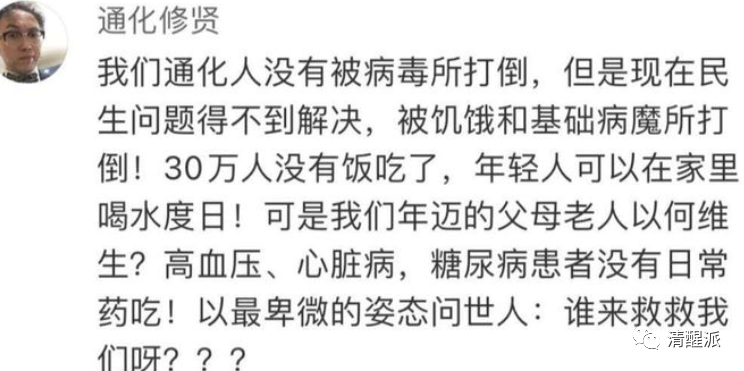 通化修贤
我们通化人没有被病毒所打倒，但是现在民
生问题得不到解决，被饥饿和基础病魔所打
倒！30万人没有饭吃了，年轻人可以在家里
喝水度日！可是我们年迈的父母老人以何维
生？高血压、心脏病，糖尿病患者没有日常
药吃！以最卑微的姿态问世人：谁来救救我
们呀？？？
清醒派